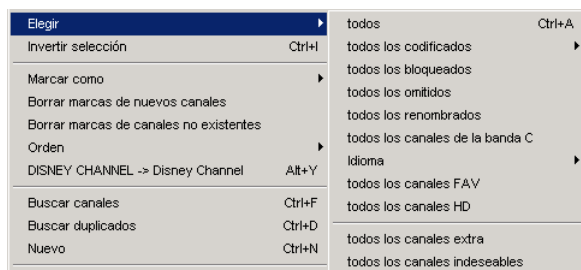 Elegir
Invertir selección Ctrl+I
Marcar como
Borrar marcas de nuevos canales
Borrar marcas de canales no existentes
Orden
DISNEY CHANNEL -> Disney Channel Alt+Y
Buscar canales Ctrl+F
Buscar duplicados Ctrl+D
Nuevo Ctrl+N
todos Ctrl+A
todos los codificados
todos los bloqueados
todos los omitidos
todos los renombrados
todos los canales de la banda C
Idioma
todos los canales FAV
todos los canales HD
todos los canales extra
todos los canales indeseables